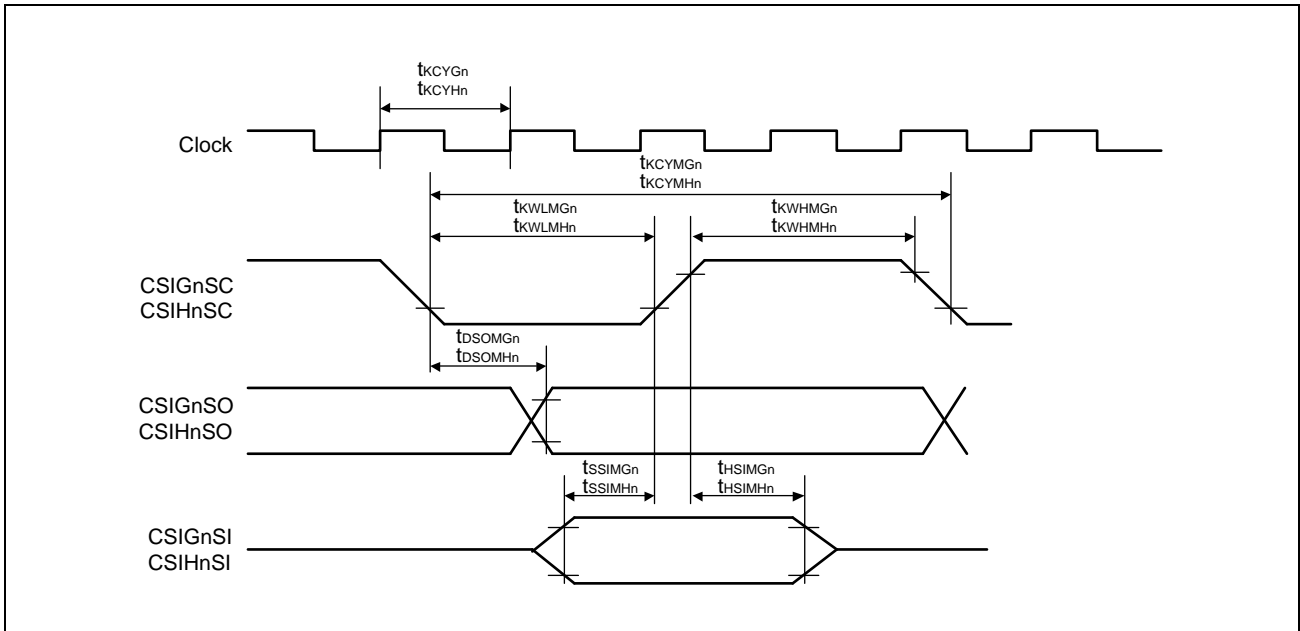 tKCYGn
tKCYHn
Clock
tKCYMGn
tKCYMHn
tKWLMGn
tKWLMHn
tKWHMGn
tKWHMHn
CSIGnSC
CSIHnSC
tDSOMGn
tDSOMHn
CSIGnSO
CSIHnSO
tSSIMGn
tSSIMHn
tHSIMGn
tHSIMHn
CSIGnSI
CSIHnSI